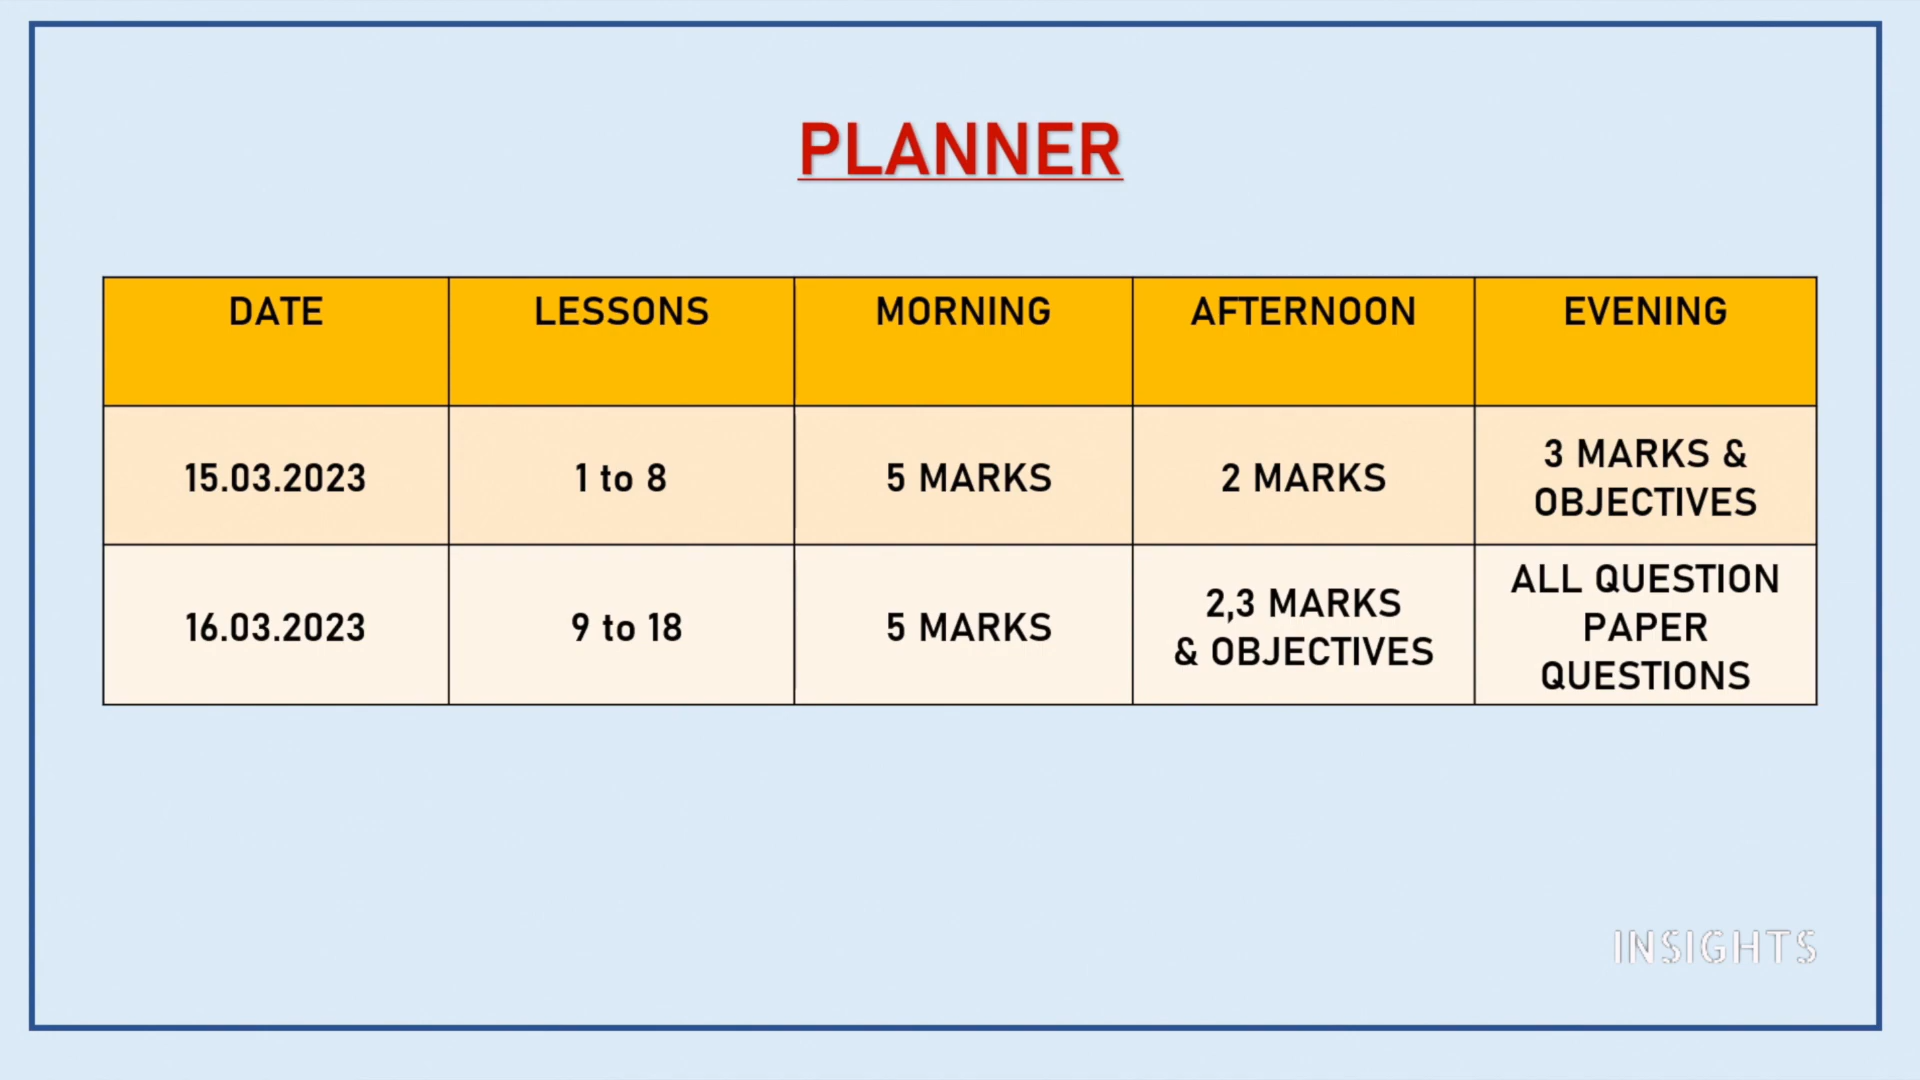 PLANNER
DATE LESSONS MORNING AFTERNOON EVENING
15.03.2023 1 to 8 5 MARKS 2 MARKS 3 MARKS &
OBJECTIVES
16.03.2023 9 to 18 5 MARKS 2,3 MARKS
& OBJECTIVES
ALL QUESTION
PAPER
QUESTIONS
INSIGHTS